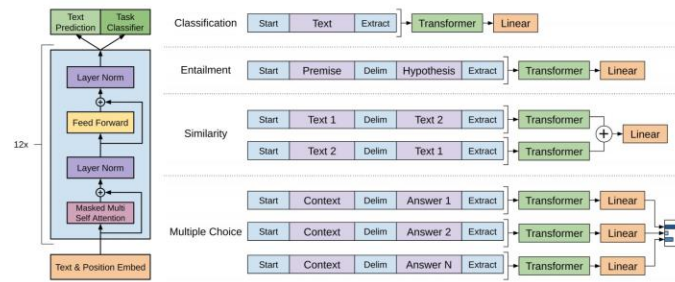 Text Prediction
Task Classifier
12x
Layer Norm
Feed Forward
Layer Norm
Masked Multi
Self Attention
Text & Position Embed
Classification
Start Text Extract Transformer Linear
Entailment
Start Premise Delim Hypothesis Extract Transformer Linear
Similarity
Start Text 1 Delim Text 2 Extract Transformer
Start Text 2 Delim Text 1 Extract Transformer
Linear
Multiple Choice
Start Context Delim Answer 1 Extract Transformer Linear
Start Context Delim Answer 2 Extract Transformer Linear
Start Context Delim Answer N Extract Transformer Linear